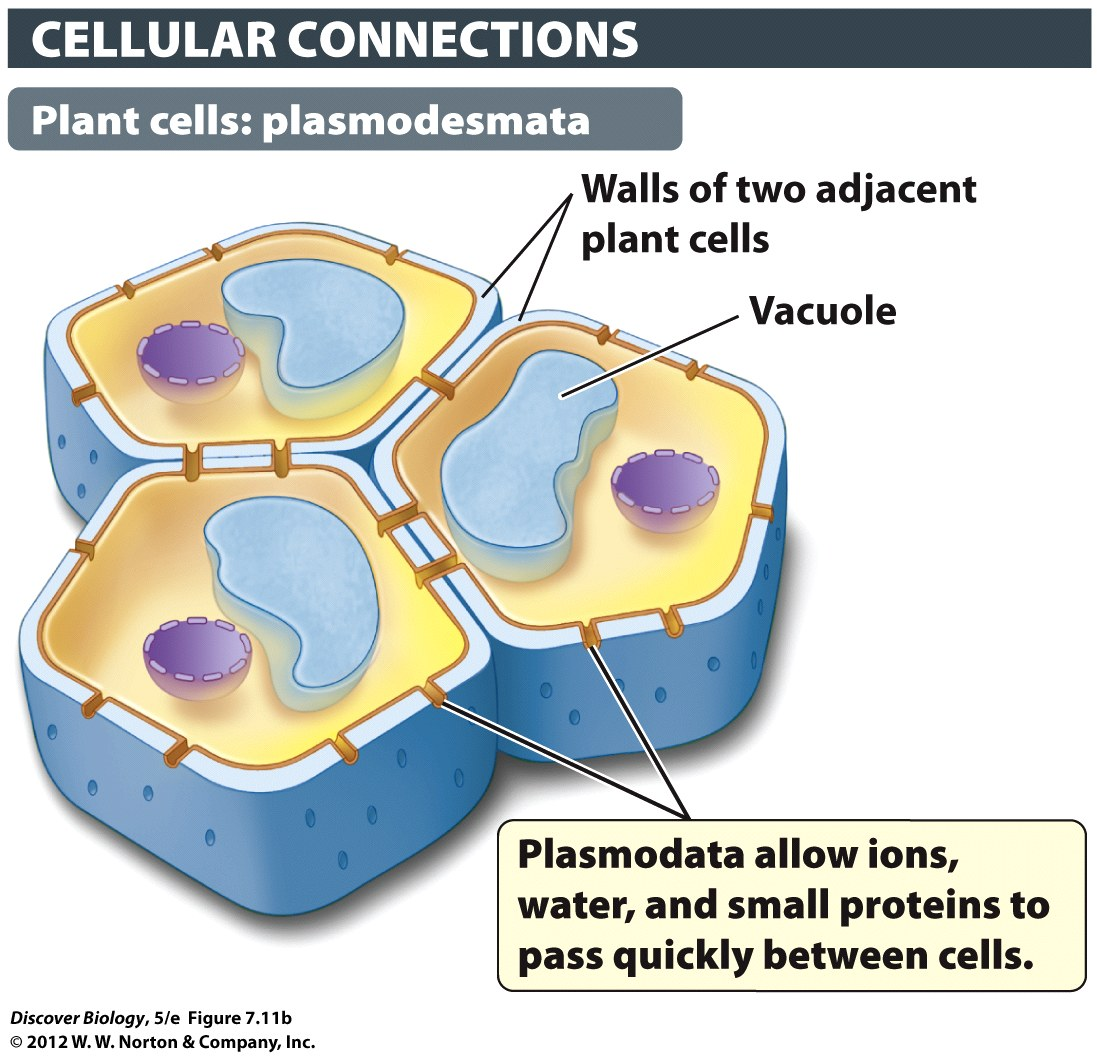 CELLULAR CONNECTIONS
Plant cells: plasmodesmata
Walls of two adjacent
plant cells
Vacuole
Plasmodata allow ions,
water, and small proteins to
pass quickly between cells.
Discover Biology, 5/e Figure 7.11b
© 2012 W. W. Norton & Company, Inc.